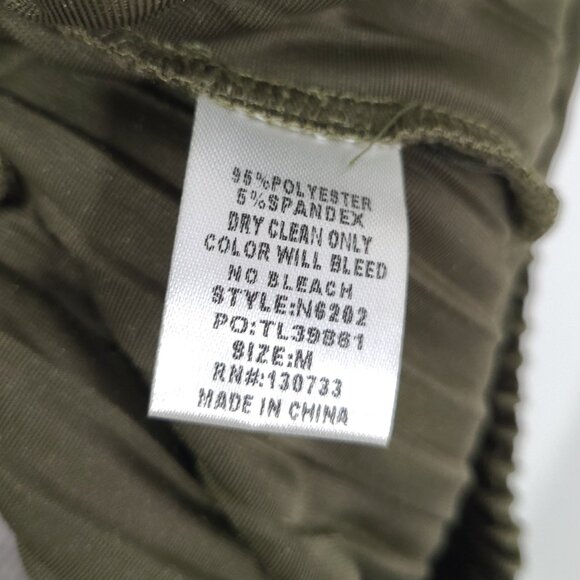 95%POLYESTER
5%SPANDEX
DRY CLEAN ONLY
COLOR WILL BLEED
NO BLEACH
STYLE:N6202
PO:TL39861
SIZE:M
RN#:130733
MADE IN CHINA